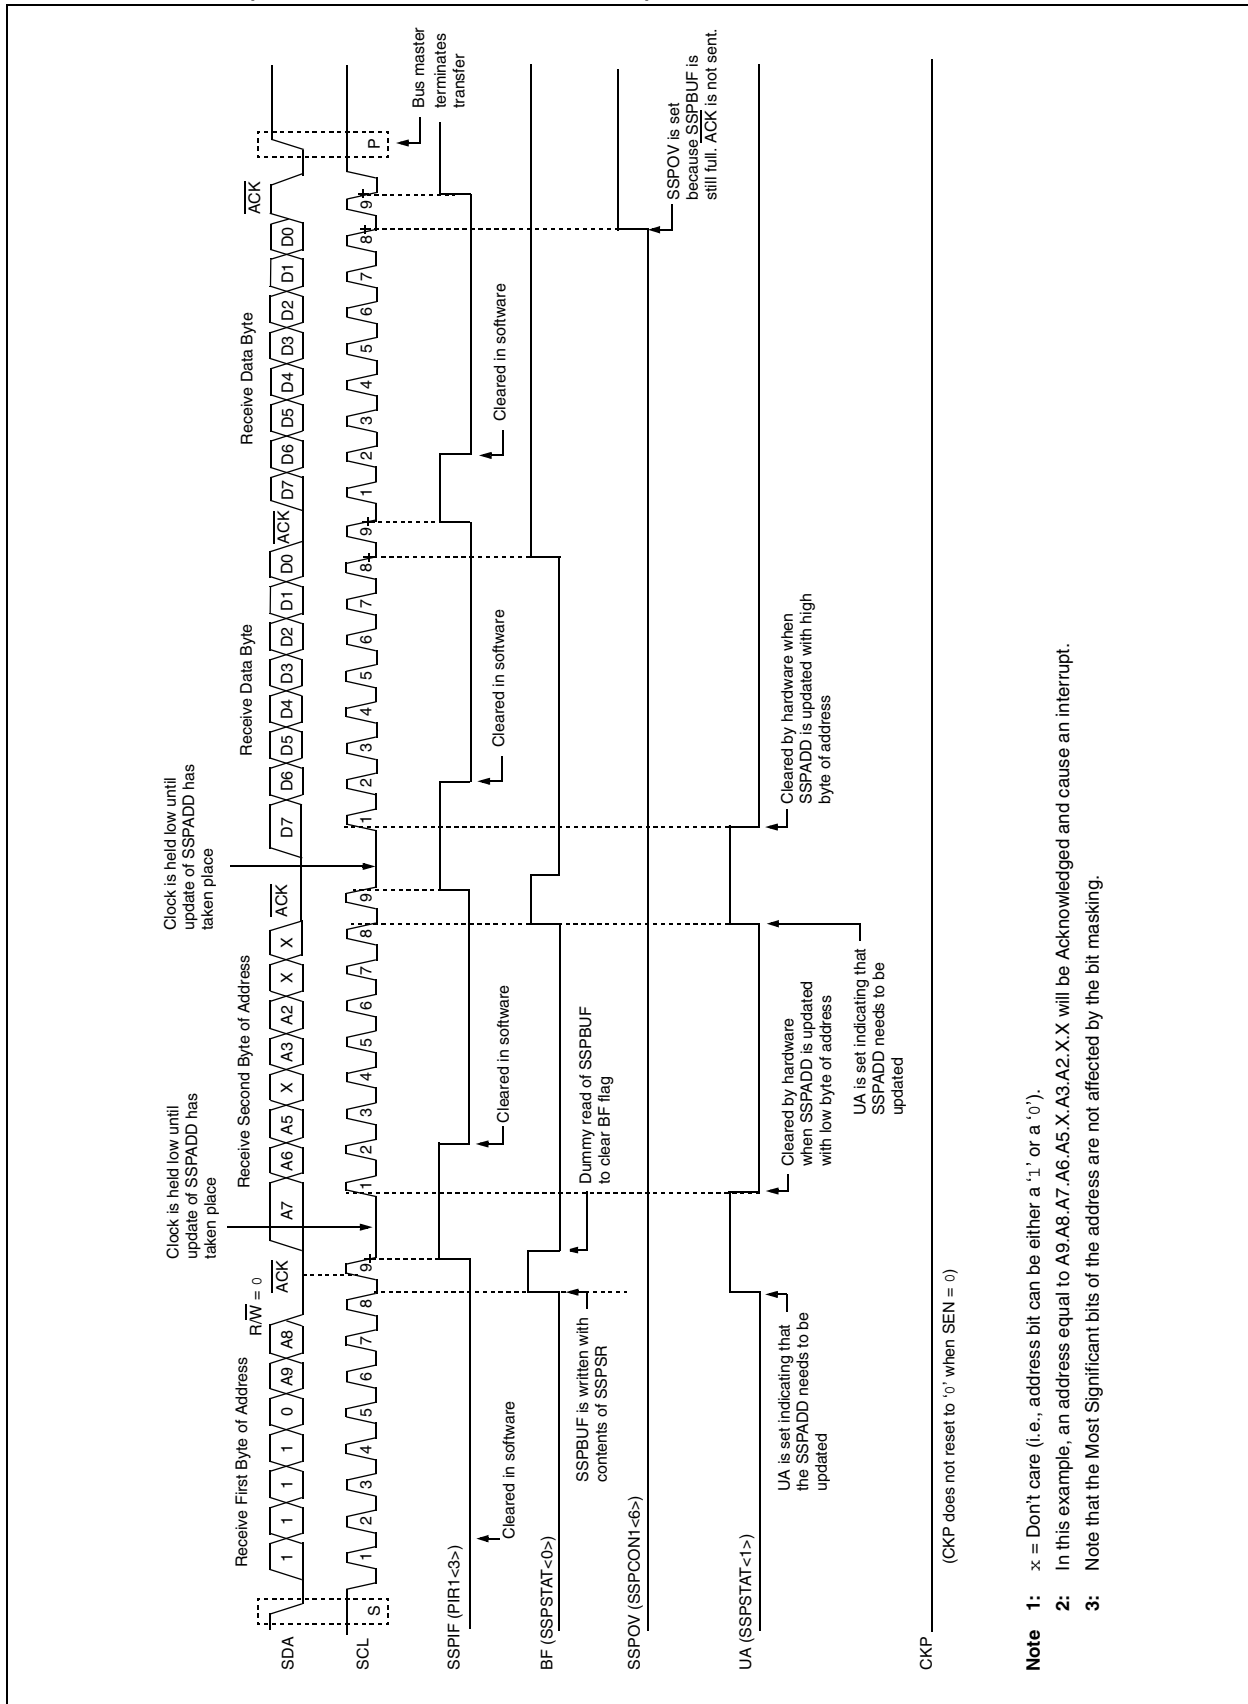 Receive First Byte of Address
R/W = 0
Clock is held low until
update of SSPADD has
taken place
Receive Second Byte of Address
Clock is held low until
update of SSPADD has
taken place
Receive Data Byte
Receive Data Byte
SDA
1 1 1 1 0 A9 A8 ACK A7 A6 A5 X A3 A2 X X ACK D7 D6 D5 D4 D3 D2 D1 D0 ACK D7 D6 D5 D4 D3 D2 D1 D0 ACK
SCL
S 1 2 3 4 5 6 7 8 9 1 2 3 4 5 6 7 8 9 1 2 3 4 5 6 7 8 9 1 2 3 4 5 6 7 8 9 P
Bus master
terminates
transfer
SSPIF (PIR1<3>)
Cleared in software
Cleared in software
Cleared in software
Cleared in software
BF (SSPSTAT<0>)
SSPBUF is written with
contents of SSPSR
Dummy read of SSPBUF
to clear BF flag
SSPOV (SSPCON1<6>)
SSPOV is set
because SSPBUF is
still full. ACK is not sent.
UA (SSPSTAT<1>)
UA is set indicating that
the SSPADD needs to be
updated
Cleared by hardware
when SSPADD is updated
with low byte of address
UA is set indicating that
SSPADD needs to be
updated
Cleared by hardware when
SSPADD is updated with high
byte of address
CKP
(CKP does not reset to ‘0’ when SEN = 0)
Note 1: x = Don’t care (i.e., address bit can be either a ‘1’ or a ‘0’).
2: In this example, an address equal to A9.A8.A7.A6.A5.X.A3.A2.X.X will be Acknowledged and cause an interrupt.
3: Note that the Most Significant bits of the address are not affected by the bit masking.